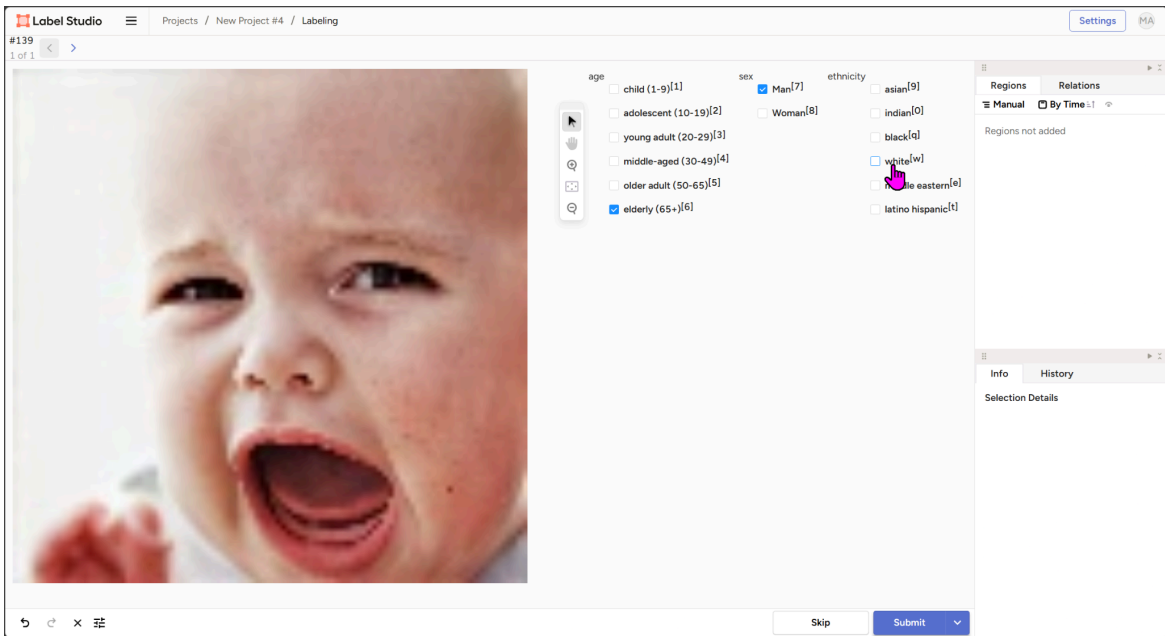 Label Studio Projects / New Project #4 / Labeling Settings MA
#139
1 of 1
age sex ethnicity
child (1-9)[1] Man[7] asian[9]
adolescent (10-19)[2] Woman[8] indian[0]
young adult (20-29)[3] black[q]
middle-aged (30-49)[4] white[w]
older adult (50-65)[5] eastern[e]
elderly (65+)[6] latino hispanic[t]
Regions Relations
Manual By Time
Regions not added
Info History
Selection Details
Skip Submit